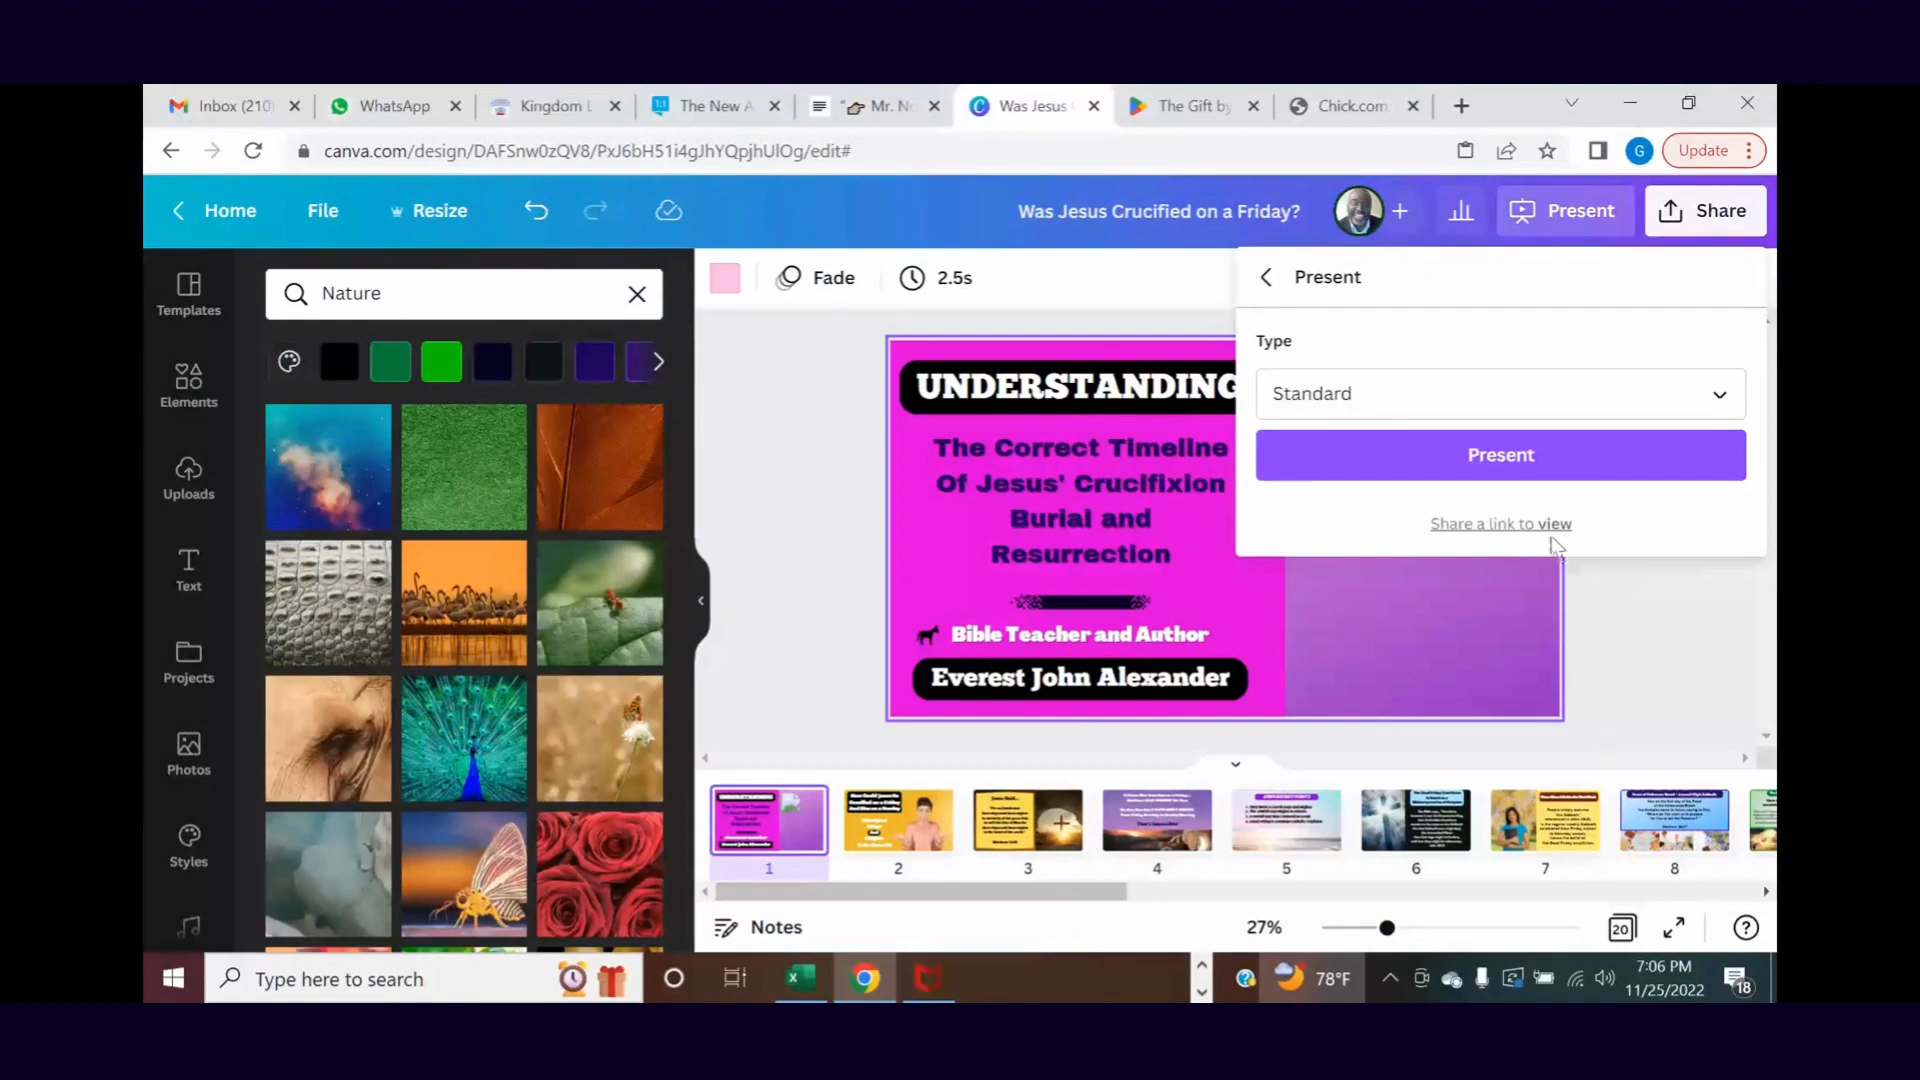 Inbox (210)
WhatsApp
Kingdom L
The New A
" Mr. Ne
Was Jesus
The Gift by
Chick.com
canva.com/design/DAFSnw0zQV8/PxJ6bH51i4gJhYQpjhUlOg/edit#
G
Update
Home
File
Resize
Was Jesus Crucified on a Friday?
Present
Share
Templates
Elements
Uploads
Text
Projects
Photos
Styles
Nature
Fade
2.5s
Present
Type
Standard
Present
Share a link to view
UNDERSTANDING
The Correct Timeline
Of Jesus' Crucifixion
Burial and
Resurrection
Bible Teacher and Author
Everest John Alexander
1
2
3
4
5
6
7
8
Notes
27%
20
Type here to search
78°F
7:06 PM
11/25/2022
18